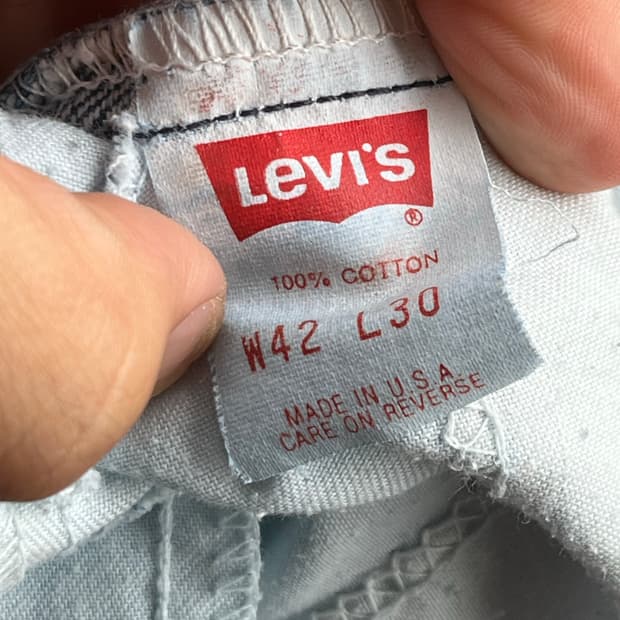 Levi's
®
100% COTTON
W42 L30
MADE IN U.S.A.
CARE ON REVERSE